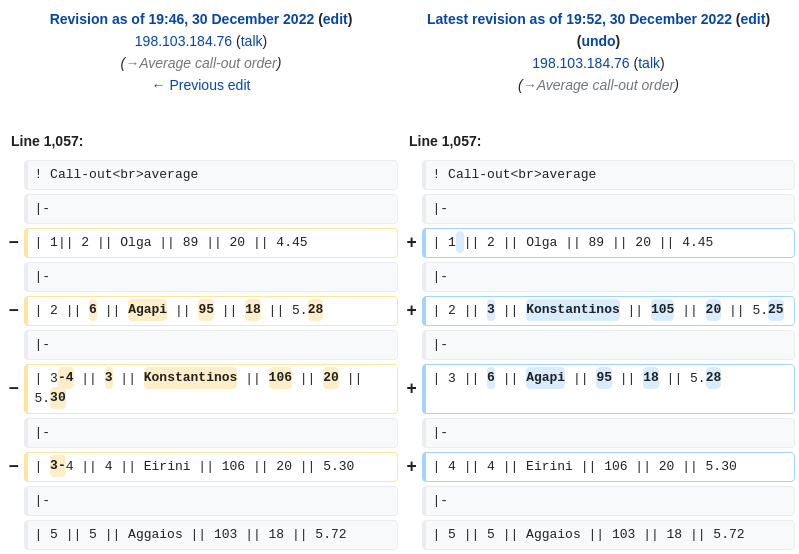 Revision as of 19:46, 30 December 2022 (edit)
198.103.184.76 (talk)
(→Average call-out order)
← Previous edit
Latest revision as of 19:52, 30 December 2022 (edit)
(undo)
198.103.184.76 (talk)
(→Average call-out order)
Line 1,057:
Line 1,057:
! Call-out<br>average
! Call-out<br>average
|-
|-
− | 1|| 2 || Olga || 89 || 20 || 4.45
+ | 1 || 2 || Olga || 89 || 20 || 4.45
|-
|-
− | 2 || 6 || Agapi || 95 || 18 || 5.28
+ | 2 || 3 || Konstantinos || 105 || 20 || 5.25
|-
|-
− | 3-4 || 3 || Konstantinos || 106 || 20 ||
5.30
+ | 3 || 6 || Agapi || 95 || 18 || 5.28
|-
|-
− | 3-4 || 4 || Eirini || 106 || 20 || 5.30
+ | 4 || 4 || Eirini || 106 || 20 || 5.30
|-
|-
| 5 || 5 || Aggaios || 103 || 18 || 5.72
| 5 || 5 || Aggaios || 103 || 18 || 5.72